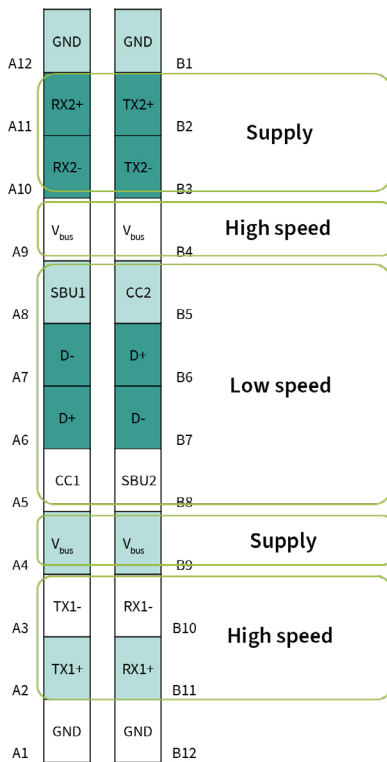 GND GND
A12 B1
RX2+ TX2+
A11 B2
Supply
RX2- TX2-
A10 B3
Vbus Vbus High speed
A9 B4
SBU1 CC2
A8 B5
D- D+
A7 B6
Low speed
D+ D-
A6 B7
CC1 SBU2
A5 B8
Vbus Vbus Supply
A4 B9
TX1- RX1-
A3 B10
High speed
TX1+ RX1+
A2 B11
GND GND
A1 B12